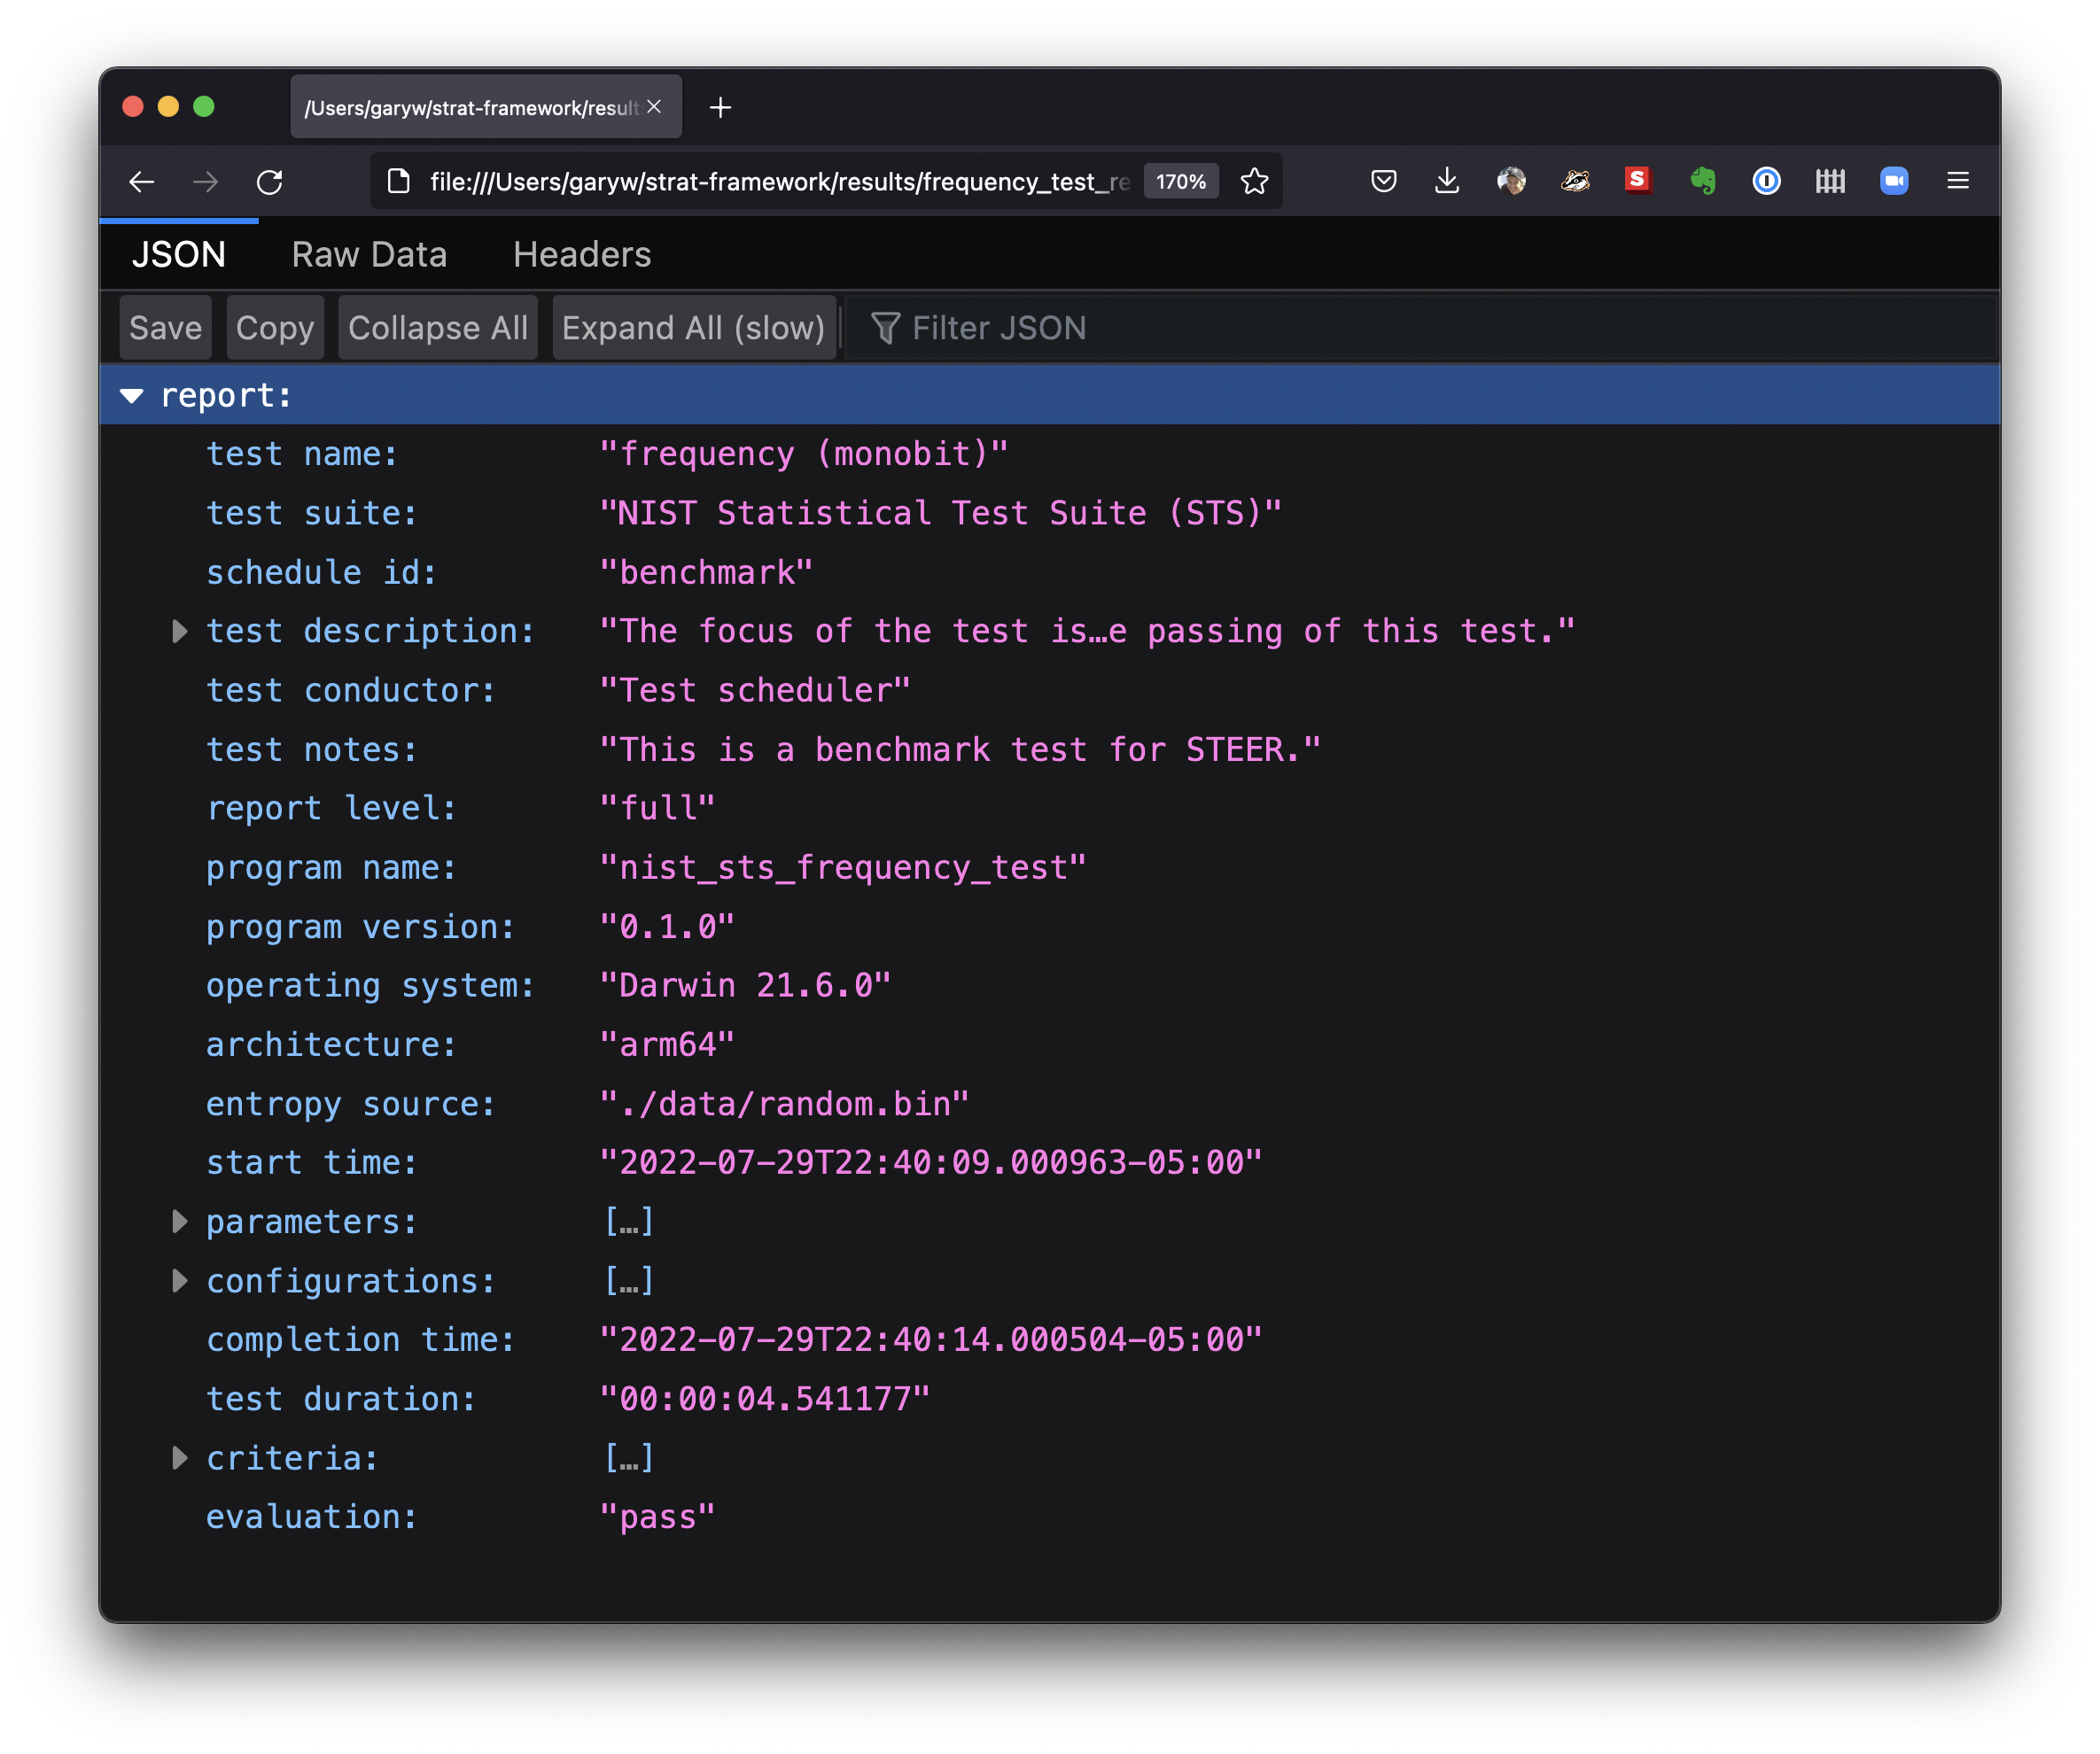 /Users/garyw/strat-framework/result
file:///Users/garyw/strat-framework/results/frequency_test_re 170%
JSON Raw Data Headers
Save Copy Collapse All Expand All (slow) Filter JSON
report:
test name: "frequency (monobit)"
test suite: "NIST Statistical Test Suite (STS)"
schedule id: "benchmark"
test description: "The focus of the test is…e passing of this test."
test conductor: "Test scheduler"
test notes: "This is a benchmark test for STEER."
report level: "full"
program name: "nist_sts_frequency_test"
program version: "0.1.0"
operating system: "Darwin 21.6.0"
architecture: "arm64"
entropy source: "./data/random.bin"
start time: "2022-07-29T22:40:09.000963-05:00"
parameters: […]
configurations: […]
completion time: "2022-07-29T22:40:14.000504-05:00"
test duration: "00:00:04.541177"
criteria: […]
evaluation: "pass"